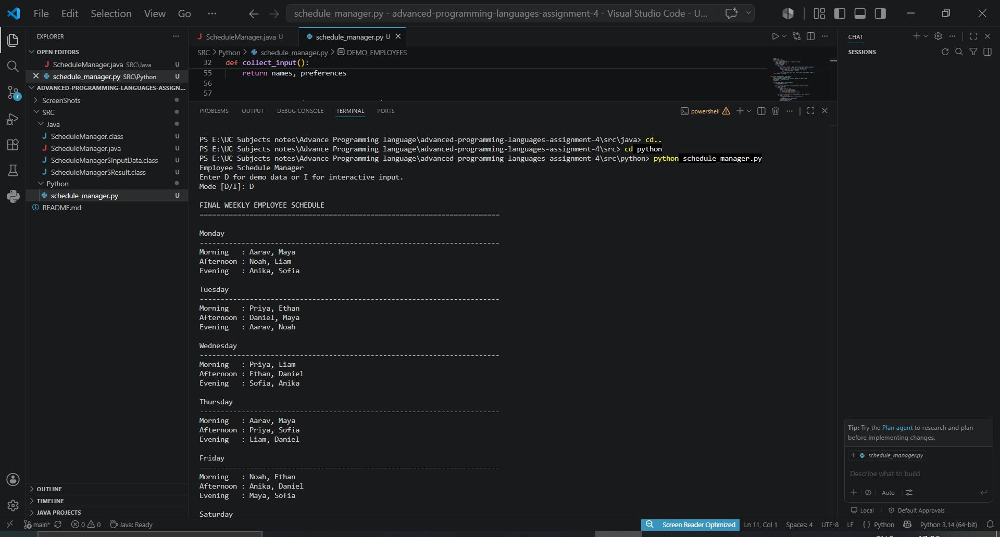 File Edit Selection View Go ···
schedule_manager.py - advanced-programming-languages-assignment-4 - Visual Studio Code - U...
EXPLORER
OPEN EDITORS
ScheduleManager.java SRC\Java U
schedule_manager.py SRC\Python U
ADVANCED-PROGRAMMING-LANGUAGES-ASSIGN...
ScreenShots
SRC
Java
ScheduleManager.class U
ScheduleManager.java U
ScheduleManager$InputData.class U
ScheduleManager$Result.class U
Python
schedule_manager.py U
README.md
OUTLINE
TIMELINE
JAVA PROJECTS
7
ScheduleManager.java U
schedule_manager.py U
SRC > Python > schedule_manager.py > DEMO_EMPLOYEES
32 def collect_input():
55 return names, preferences
56
57
PROBLEMS OUTPUT DEBUG CONSOLE TERMINAL PORTS
powershell
PS E:\UC Subjects notes\Advance Programming language\advanced-programming-languages-assignment-4\src\java> cd..
PS E:\UC Subjects notes\Advance Programming language\advanced-programming-languages-assignment-4\src> cd python
PS E:\UC Subjects notes\Advance Programming language\advanced-programming-languages-assignment-4\src\python> python schedule_manager.py
Employee Schedule Manager
Enter D for demo data or I for interactive input.
Mode [D/I]: D
FINAL WEEKLY EMPLOYEE SCHEDULE
========================================================================
Monday
------------------------------------------------------------------------
Morning   : Aarav, Maya
Afternoon : Noah, Liam
Evening   : Anika, Sofia
Tuesday
------------------------------------------------------------------------
Morning   : Priya, Ethan
Afternoon : Daniel, Maya
Evening   : Aarav, Noah
Wednesday
------------------------------------------------------------------------
Morning   : Priya, Liam
Afternoon : Ethan, Daniel
Evening   : Sofia, Anika
Thursday
------------------------------------------------------------------------
Morning   : Aarav, Maya
Afternoon : Priya, Sofia
Evening   : Liam, Daniel
Friday
------------------------------------------------------------------------
Morning   : Noah, Ethan
Afternoon : Anika, Daniel
Evening   : Maya, Sofia
Saturday
CHAT
SESSIONS
Tip: Try the Plan agent to research and plan
before implementing changes.
schedule_manager.py
Describe what to build
Auto
Local Default Approvals
main* 0 0 Java: Ready
Screen Reader Optimized Ln 11, Col 1 Spaces: 4 UTF-8 LF { } Python Python 3.14 (64-bit)